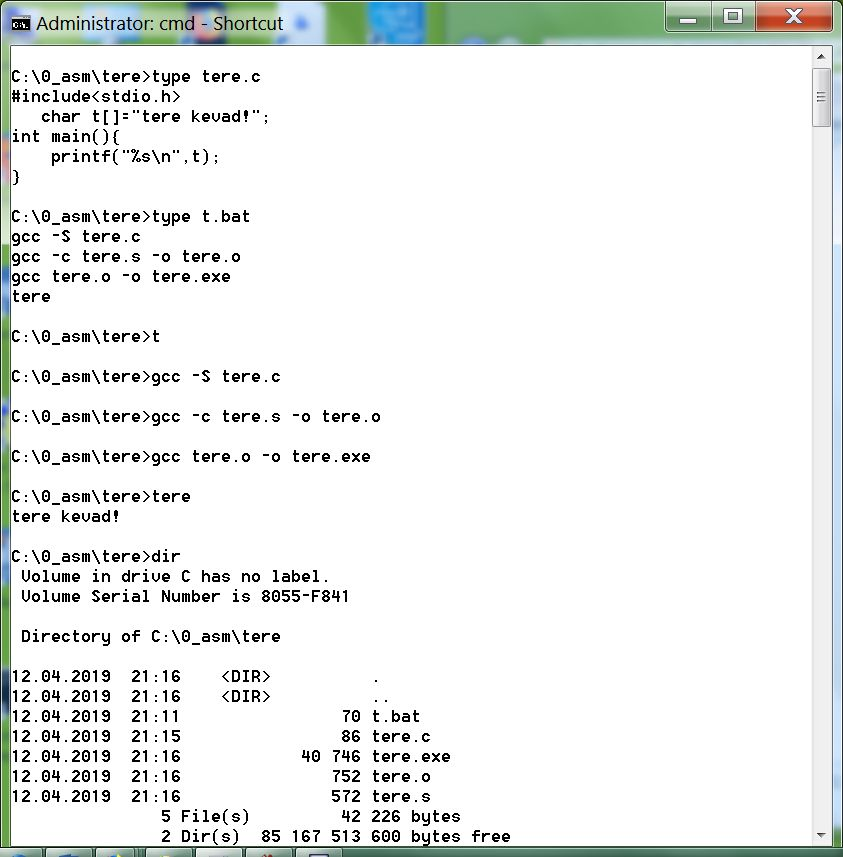 Administrator: cmd - Shortcut
C:\0_asm\tere>type tere.c
#include<stdio.h>
   char t[]="tere kevad!";
int main(){
    printf("%s\n",t);
}
C:\0_asm\tere>type t.bat
gcc -S tere.c
gcc -c tere.s -o tere.o
gcc tere.o -o tere.exe
tere
C:\0_asm\tere>t
C:\0_asm\tere>gcc -S tere.c
C:\0_asm\tere>gcc -c tere.s -o tere.o
C:\0_asm\tere>gcc tere.o -o tere.exe
C:\0_asm\tere>tere
tere kevad!
C:\0_asm\tere>dir
 Volume in drive C has no label.
 Volume Serial Number is 8055-F841
 Directory of C:\0_asm\tere
12.04.2019  21:16    <DIR>          .
12.04.2019  21:16    <DIR>          ..
12.04.2019  21:11                70 t.bat
12.04.2019  21:15                86 tere.c
12.04.2019  21:16            40 746 tere.exe
12.04.2019  21:16               752 tere.o
12.04.2019  21:16               572 tere.s
               5 File(s)         42 226 bytes
               2 Dir(s)  85 167 513 600 bytes free